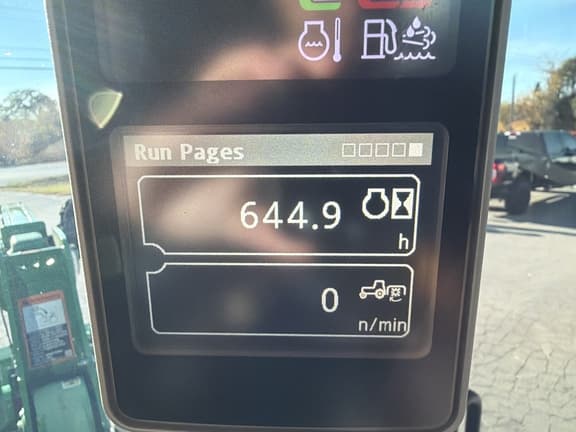 Run Pages
644.9
h
0
n/min